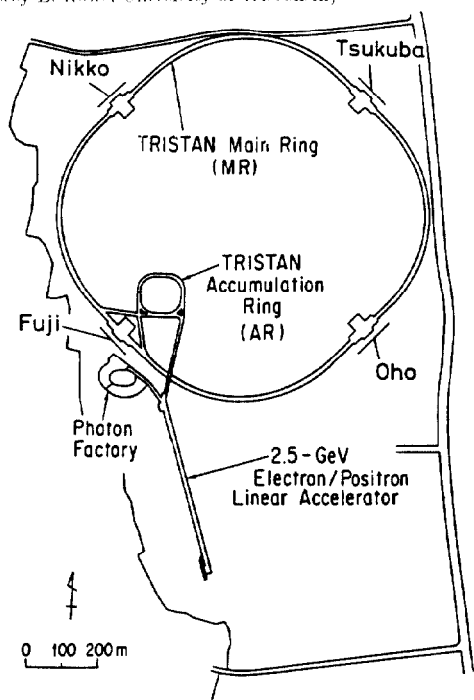 Nikko
Tsukuba
TRISTAN Main Ring
(MR)
TRISTAN
Accumulation
Ring
(AR)
Fuji
Oho
Photon
Factory
2.5-GeV
Electron/Positron
Linear Accelerator
0 100 200m